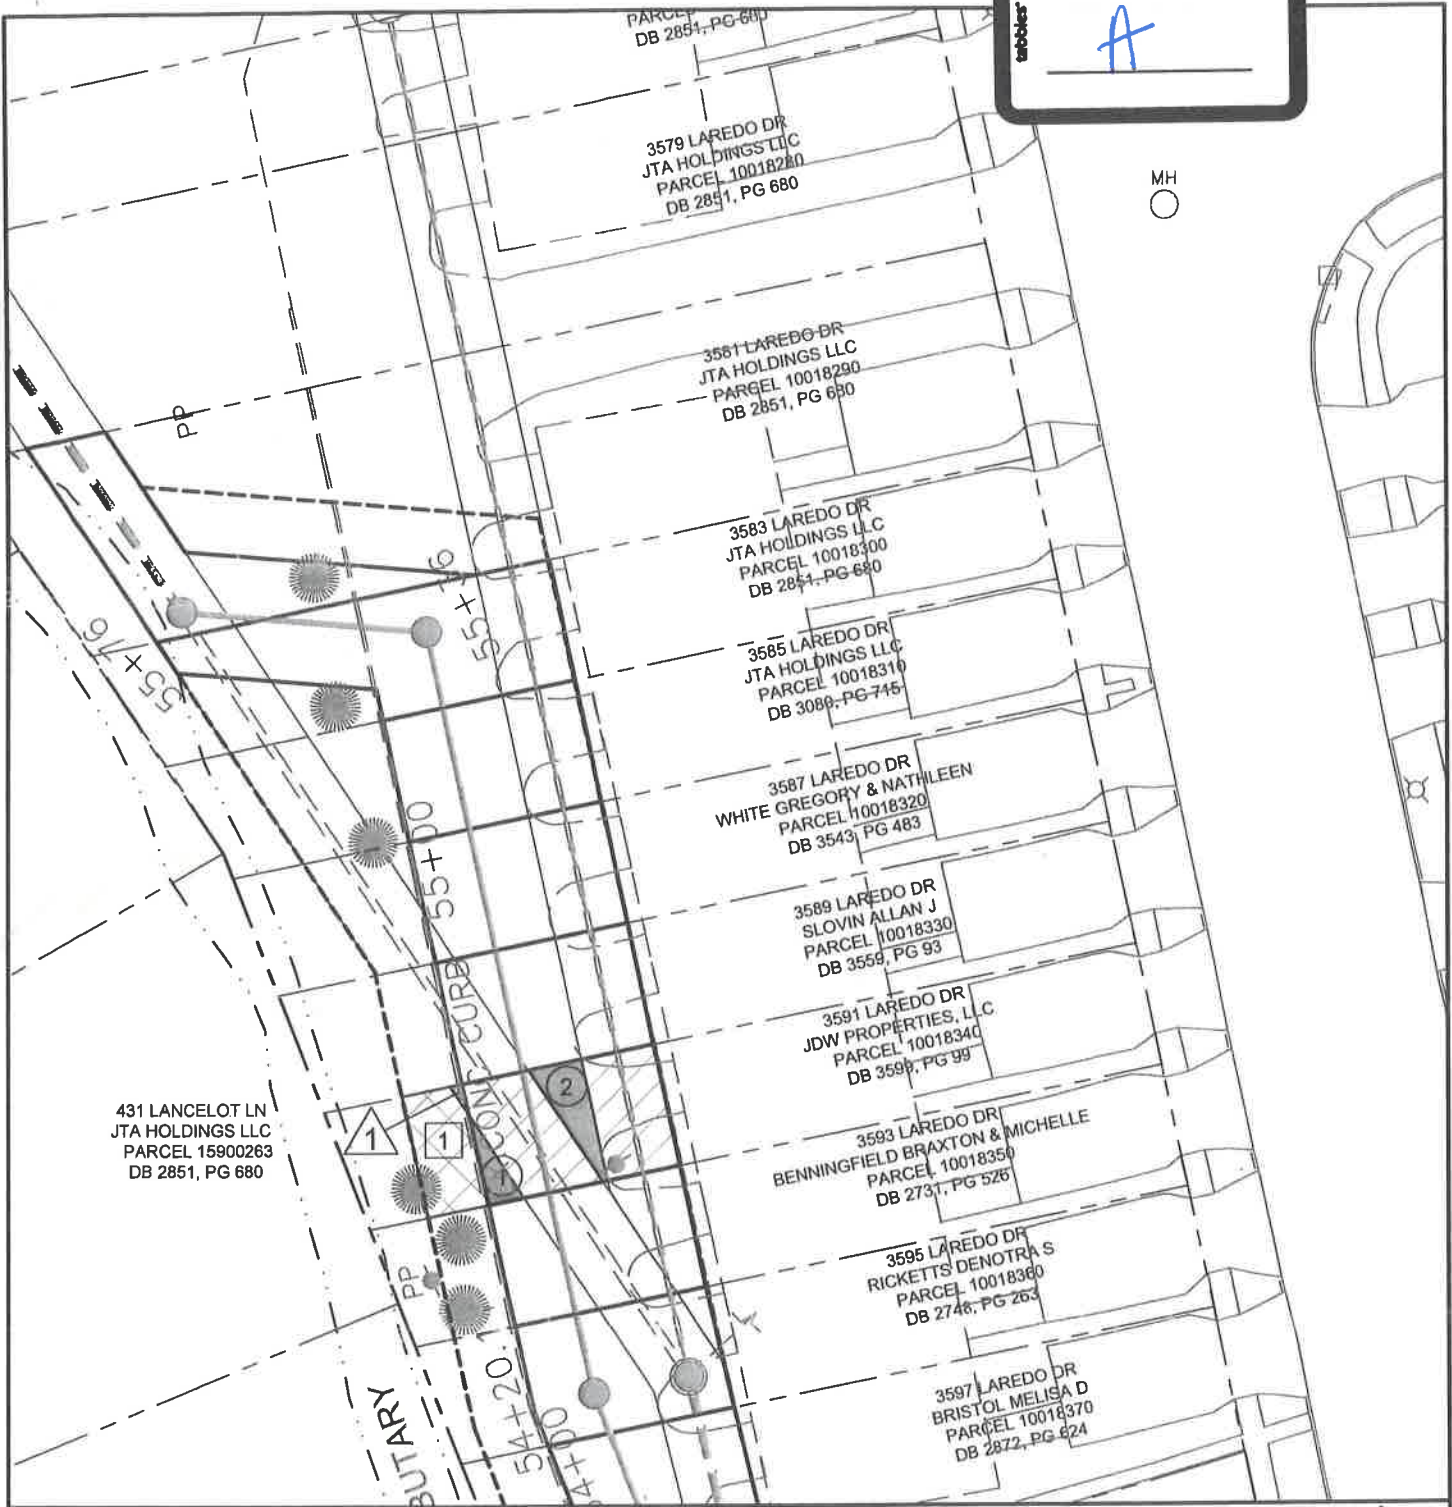 PARCEL
DB 2851, PG 680
tabbies
A
3579 LAREDO DR
JTA HOLDINGS LLC
PARCEL 10018280
DB 2851, PG 680
MH
3581 LAREDO DR
JTA HOLDINGS LLC
PARCEL 10018290
DB 2851, PG 680
PP
3583 LAREDO DR
JTA HOLDINGS LLC
PARCEL 10018300
DB 2851, PG 680
55+16
55+16
3585 LAREDO DR
JTA HOLDINGS LLC
PARCEL 10018310
DB 3080, PG 715
3587 LAREDO DR
WHITE GREGORY & NATHLEEN
PARCEL 10018320
DB 3543, PG 483
55+00
3589 LAREDO DR
SLOVIN ALLAN J
PARCEL 10018330
DB 3559, PG 93
CONC CURB
3591 LAREDO DR
JDW PROPERTIES, LLC
PARCEL 10018340
DB 3599, PG 99
431 LANCELOT LN
JTA HOLDINGS LLC
PARCEL 15900263
DB 2851, PG 680
1
1
2
1
3593 LAREDO DR
BENNINGFIELD BRAXTON & MICHELLE
PARCEL 10018350
DB 2731, PG 526
3595 LAREDO DR
RICKETTS DENOTRA S
PARCEL 10018360
DB 2748, PG 263
PP
3597 LAREDO DR
BRISTOL MELISA D
PARCEL 10018370
DB 2872, PG 624
BUTARY
54+20
54+00